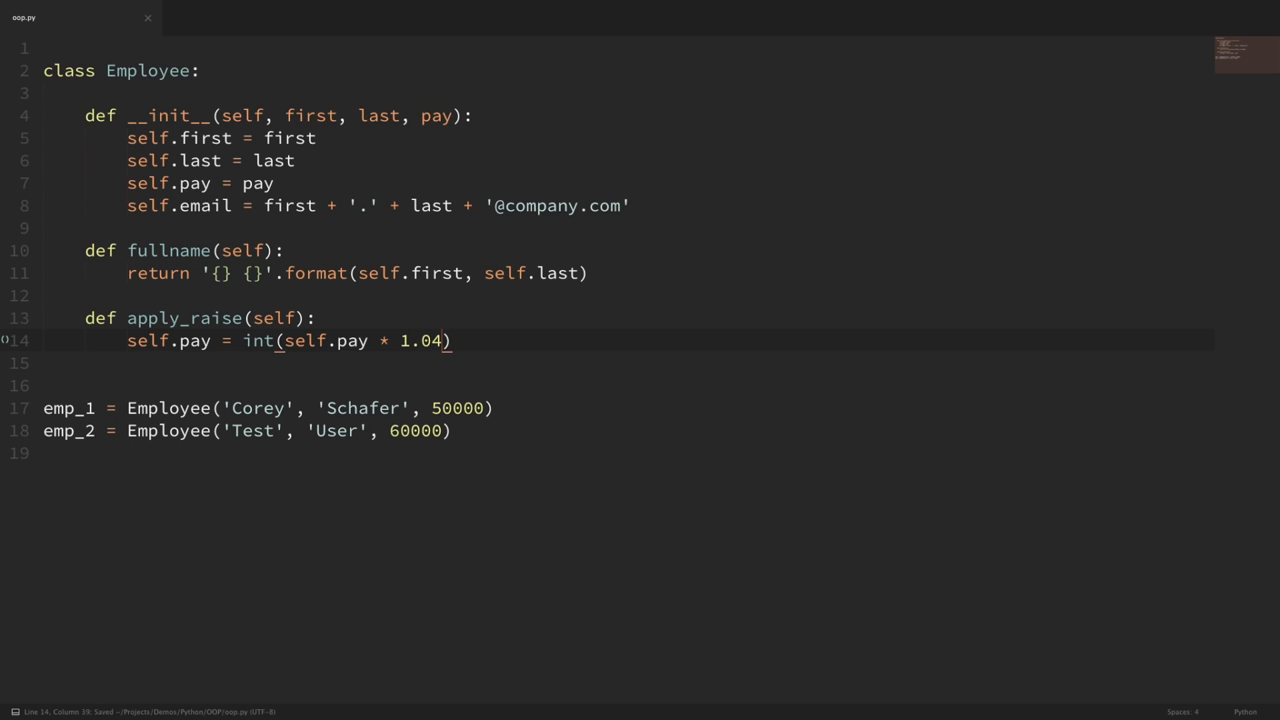 oop.py
1
2 class Employee:
3
4     def __init__(self, first, last, pay):
5         self.first = first
6         self.last = last
7         self.pay = pay
8         self.email = first + '.' + last + '@company.com'
9
10     def fullname(self):
11         return '{} {}'.format(self.first, self.last)
12
13     def apply_raise(self):
14         self.pay = int(self.pay * 1.04)
15
16
17 emp_1 = Employee('Corey', 'Schafer', 50000)
18 emp_2 = Employee('Test', 'User', 60000)
19
Line 14, Column 39: Saved ~/Projects/Demos/Python/OOP/oop.py (UTF-8) Spaces: 4 Python